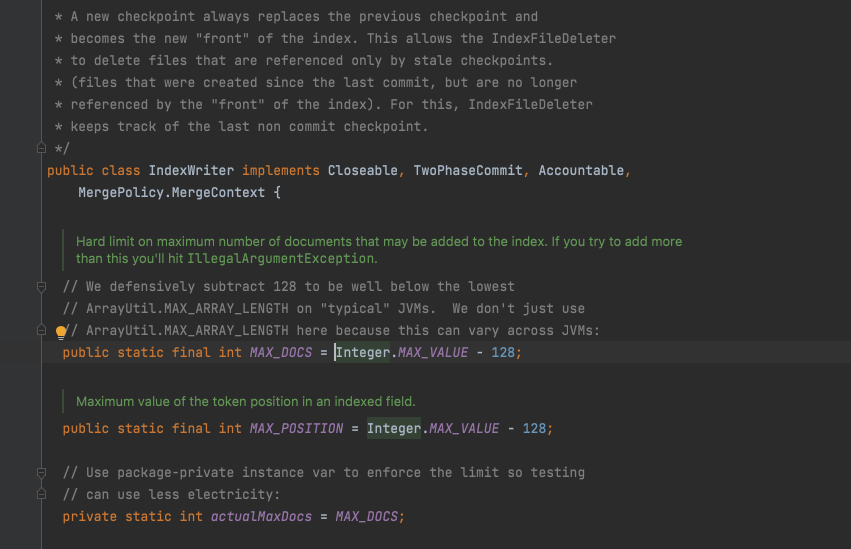 * A new checkpoint always replaces the previous checkpoint and
* becomes the new "front" of the index. This allows the IndexFileDeleter
* to delete files that are referenced only by stale checkpoints.
* (files that were created since the last commit, but are no longer
* referenced by the "front" of the index). For this, IndexFileDeleter
* keeps track of the last non commit checkpoint.
*/
public class IndexWriter implements Closeable, TwoPhaseCommit, Accountable,
MergePolicy.MergeContext {
Hard limit on maximum number of documents that may be added to the index. If you try to add more
than this you'll hit IllegalArgumentException.
// We defensively subtract 128 to be well below the lowest
// ArrayUtil.MAX_ARRAY_LENGTH on "typical" JVMs.  We don't just use
// ArrayUtil.MAX_ARRAY_LENGTH here because this can vary across JVMs:
public static final int MAX_DOCS = Integer.MAX_VALUE - 128;
Maximum value of the token position in an indexed field.
public static final int MAX_POSITION = Integer.MAX_VALUE - 128;
// Use package-private instance var to enforce the limit so testing
// can use less electricity:
private static int actualMaxDocs = MAX_DOCS;